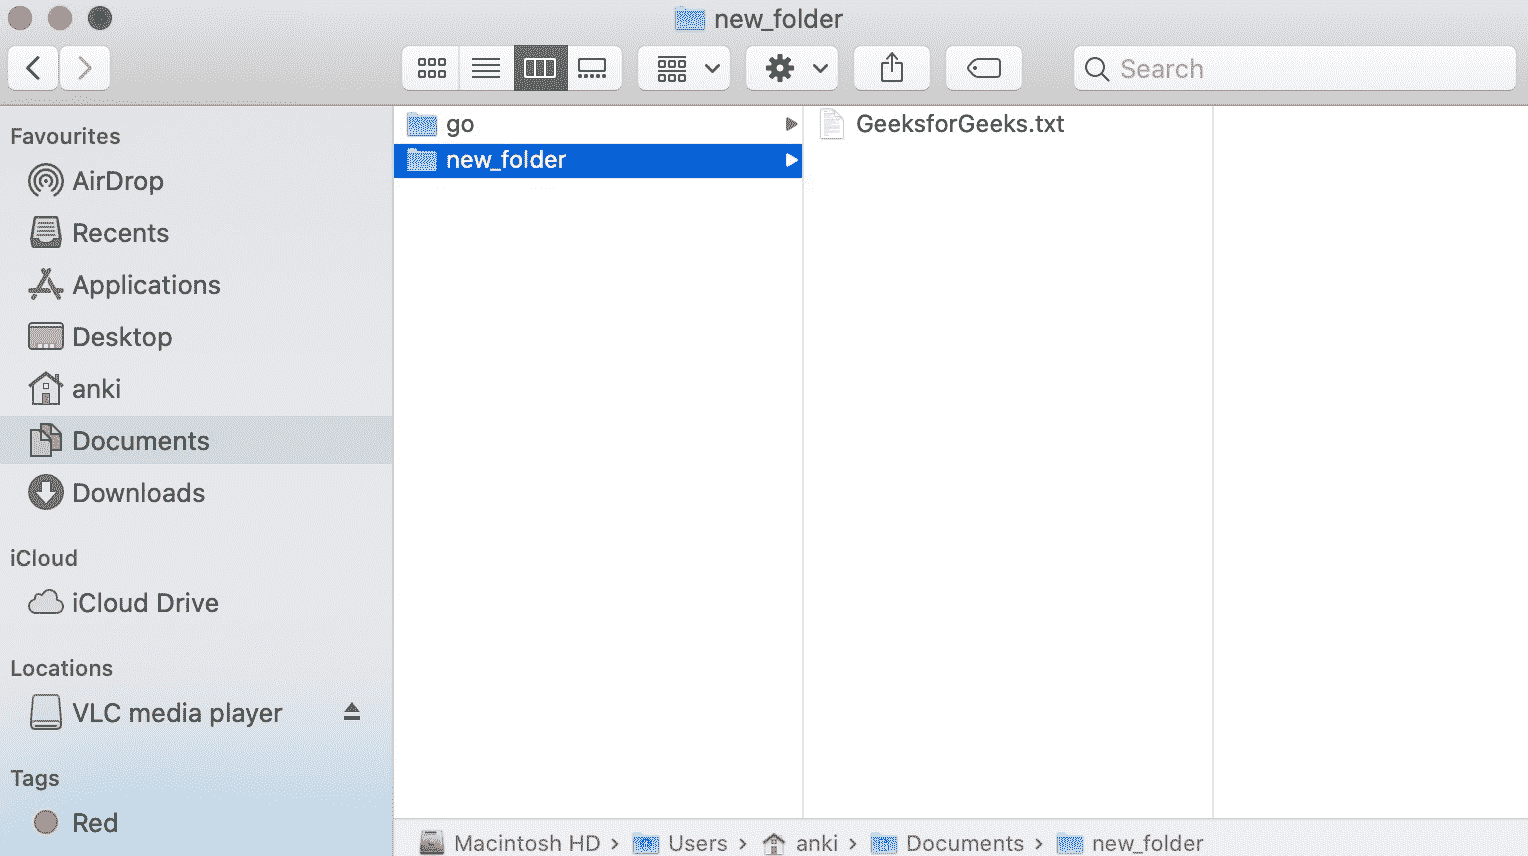 new_folder
Search
Favourites
AirDrop
Recents
Applications
Desktop
anki
Documents
Downloads
iCloud
iCloud Drive
Locations
VLC media player
Tags
Red
go
new_folder
GeeksforGeeks.txt
Macintosh HD › Users › anki › Documents › new_folder